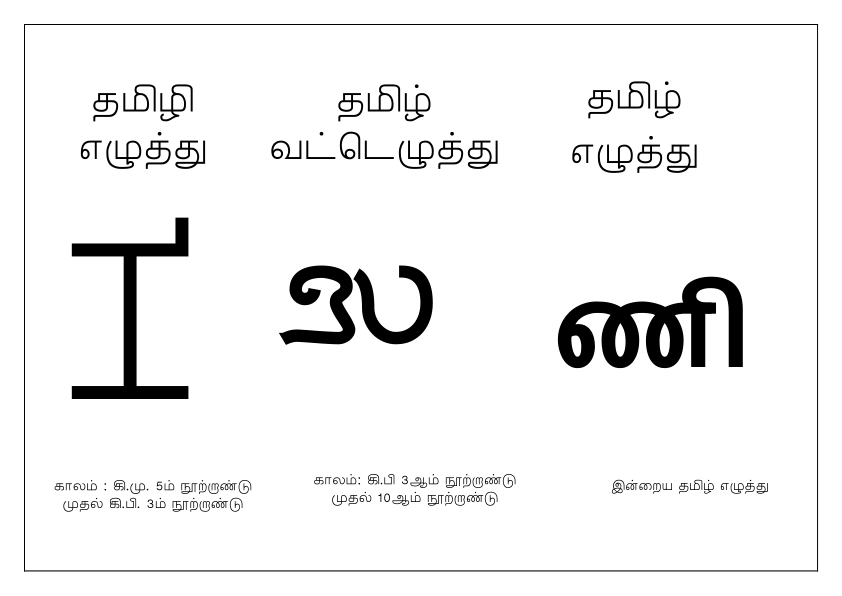 தமிழி
எழுத்து
தமிழ்
வட்டெழுத்து
தமிழ்
எழுத்து
ணி
காலம் : கி.மு. 5ம் நூற்றாண்டு
முதல் கி.பி. 3ம் நூற்றாண்டு
காலம்: கி.பி 3ஆம் நூற்றாண்டு
முதல் 10ஆம் நூற்றாண்டு
இன்றைய தமிழ் எழுத்து